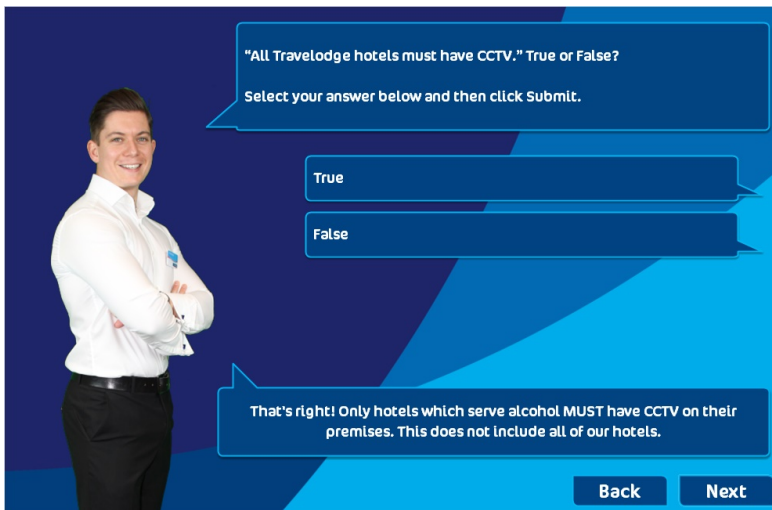 “All Travelodge hotels must have CCTV.” True or False?
Select your answer below and then click Submit.
True
False
That's right! Only hotels which serve alcohol MUST have CCTV on their
premises. This does not include all of our hotels.
Back
Next